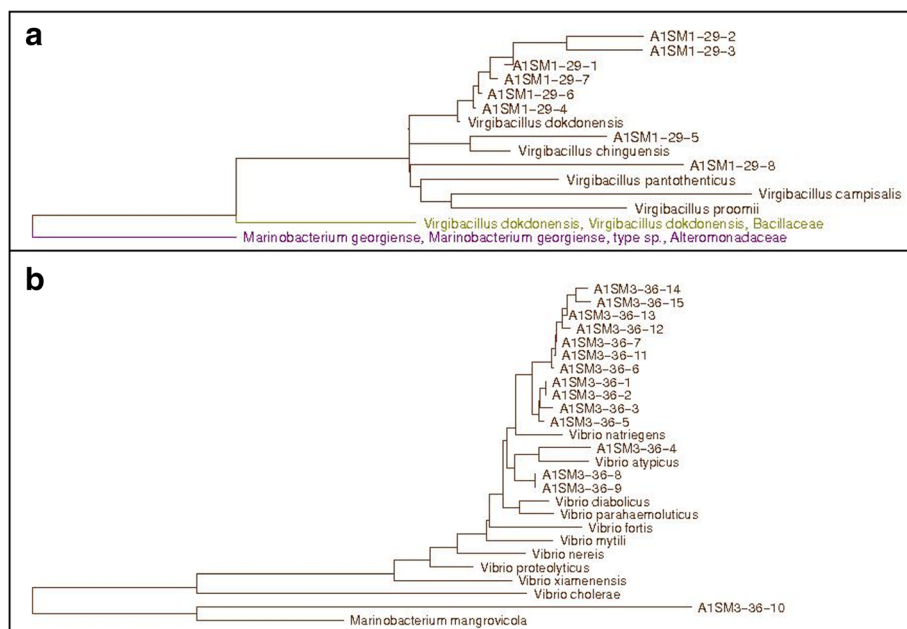 a
A1SM1-29-2
A1SM1-29-3
A1SM1-29-1
A1SM1-29-7
A1SM1-29-6
A1SM1-29-4
Virgibacillus dokdonensis
A1SM1-29-5
Virgibacillus chinguensis
A1SM1-29-8
Virgibacillus pantothenticus
Virgibacillus campisalis
Virgibacillus proomii
Virgibacillus dokdonensis, Virgibacillus dokdonensis, Bacillaceae
Marinobacterium georgiense, Marinobacterium georgiense, type sp., Alteromonadaceae
b
A1SM3-36-14
A1SM3-36-15
A1SM3-36-13
A1SM3-36-12
A1SM3-36-7
A1SM3-36-11
A1SM3-36-6
A1SM3-36-1
A1SM3-36-2
A1SM3-36-3
A1SM3-36-5
Vibrio natriegens
A1SM3-36-4
Vibrio atypicus
A1SM3-36-8
A1SM3-36-9
Vibrio diabolicus
Vibrio parahaemoluticus
Vibrio fortis
Vibrio mytili
Vibrio nereis
Vibrio proteolyticus
Vibrio xiamenensis
Vibrio cholerae
A1SM3-36-10
Marinobacterium mangrovicola